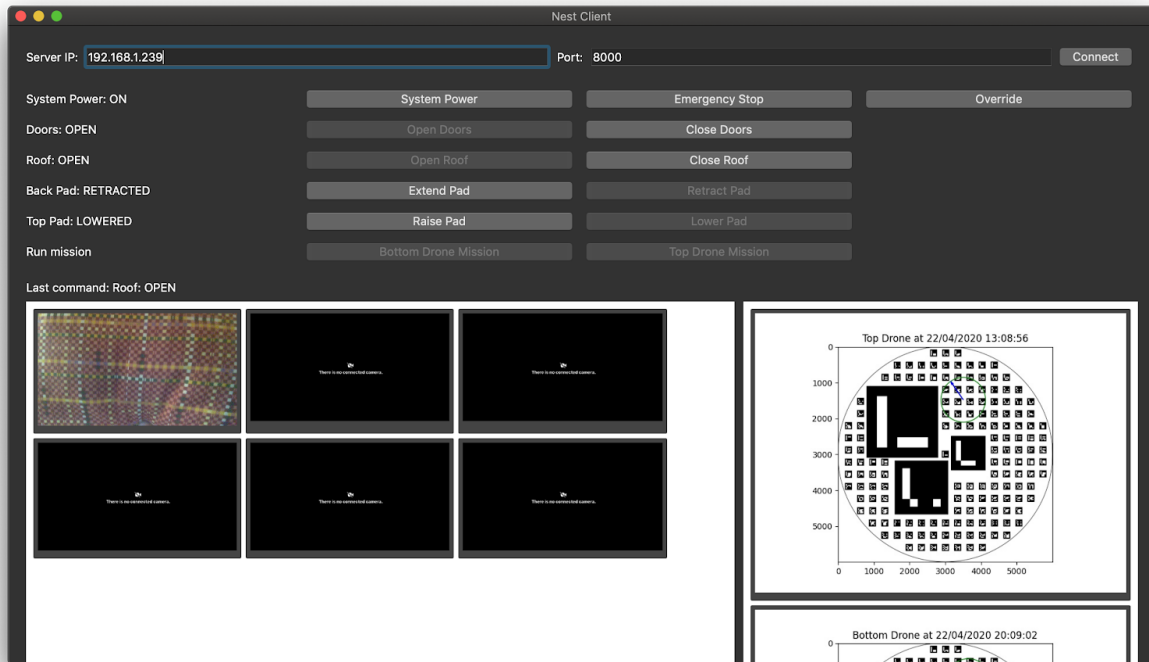 Nest Client
Server IP: 192.168.1.239 Port: 8000 Connect
System Power: ON System Power Emergency Stop Override
Doors: OPEN Open Doors Close Doors
Roof: OPEN Open Roof Close Roof
Back Pad: RETRACTED Extend Pad Retract Pad
Top Pad: LOWERED Raise Pad Lower Pad
Run mission Bottom Drone Mission Top Drone Mission
Last command: Roof: OPEN
There is no connected camera.
There is no connected camera.
There is no connected camera.
There is no connected camera.
There is no connected camera.
Top Drone at 22/04/2020 13:08:56
0
1000
2000
3000
4000
5000
0 1000 2000 3000 4000 5000
Bottom Drone at 22/04/2020 20:09:02
0